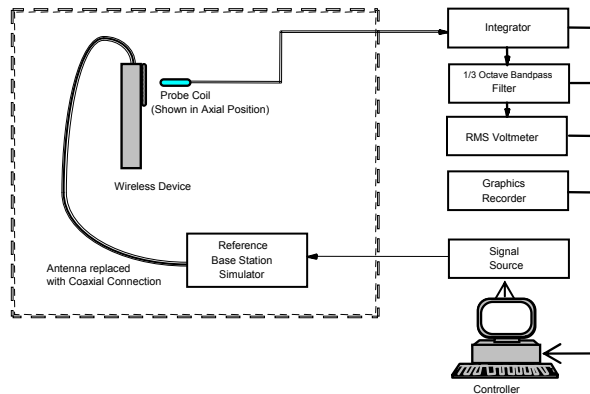 Integrator
1/3 Octave Bandpass
Filter
RMS Voltmeter
Graphics
Recorder
Probe Coil
(Shown in Axial Position)
Wireless Device
Reference
Base Station
Simulator
Signal
Source
Antenna replaced
with Coaxial Connection
Controller